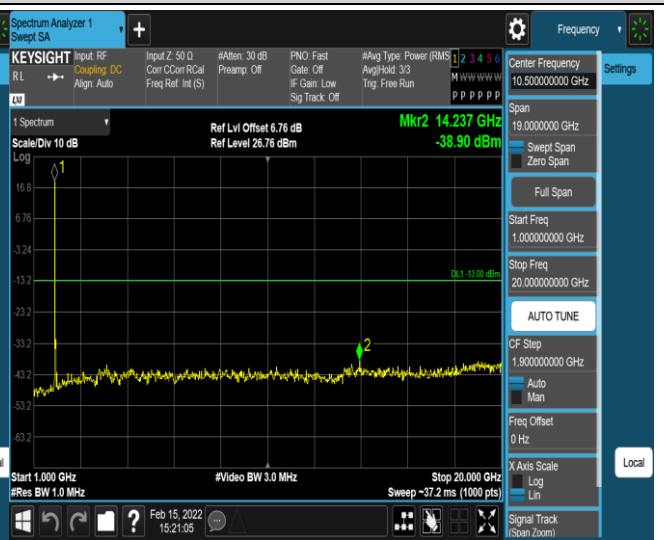 Spectrum Analyzer 1
Swept SA
+
Frequency
KEYSIGHT
RL
Input: RF
Coupling: DC
Align: Auto
Input Z: 50 Ω
Corr CCorr RCal
Freq Ref: Int (S)
#Atten: 30 dB
Preamp: Off
PNO: Fast
Gate: Off
IF Gain: Low
Sig Track: Off
#Avg Type: Power (RMS
Avg|Hold: 3/3
Trig: Free Run
1 2 3 4 5 6
M W W W W W
P P P P P P
1 Spectrum
Scale/Div 10 dB
Log
Ref Lvl Offset 6.76 dB
Ref Level 26.76 dBm
Mkr2 14.237 GHz
-38.90 dBm
1
16.8
6.76
-3.24
-13.2
-23.2
-33.2
-43.2
-53.2
-63.2
DL1 -13.00 dBm
2
Start 1.000 GHz
#Res BW 1.0 MHz
#Video BW 3.0 MHz
Stop 20.000 GHz
Sweep ~37.2 ms (1000 pts)
?
Feb 15, 2022
15:21:05
Center Frequency
10.500000000 GHz
Span
19.0000000 GHz
Swept Span
Zero Span
Full Span
Start Freq
1.000000000 GHz
Stop Freq
20.000000000 GHz
AUTO TUNE
CF Step
1.900000000 GHz
Auto
Man
Freq Offset
0 Hz
X Axis Scale
Log
Lin
Signal Track
(Span Zoom)
Settings
Local